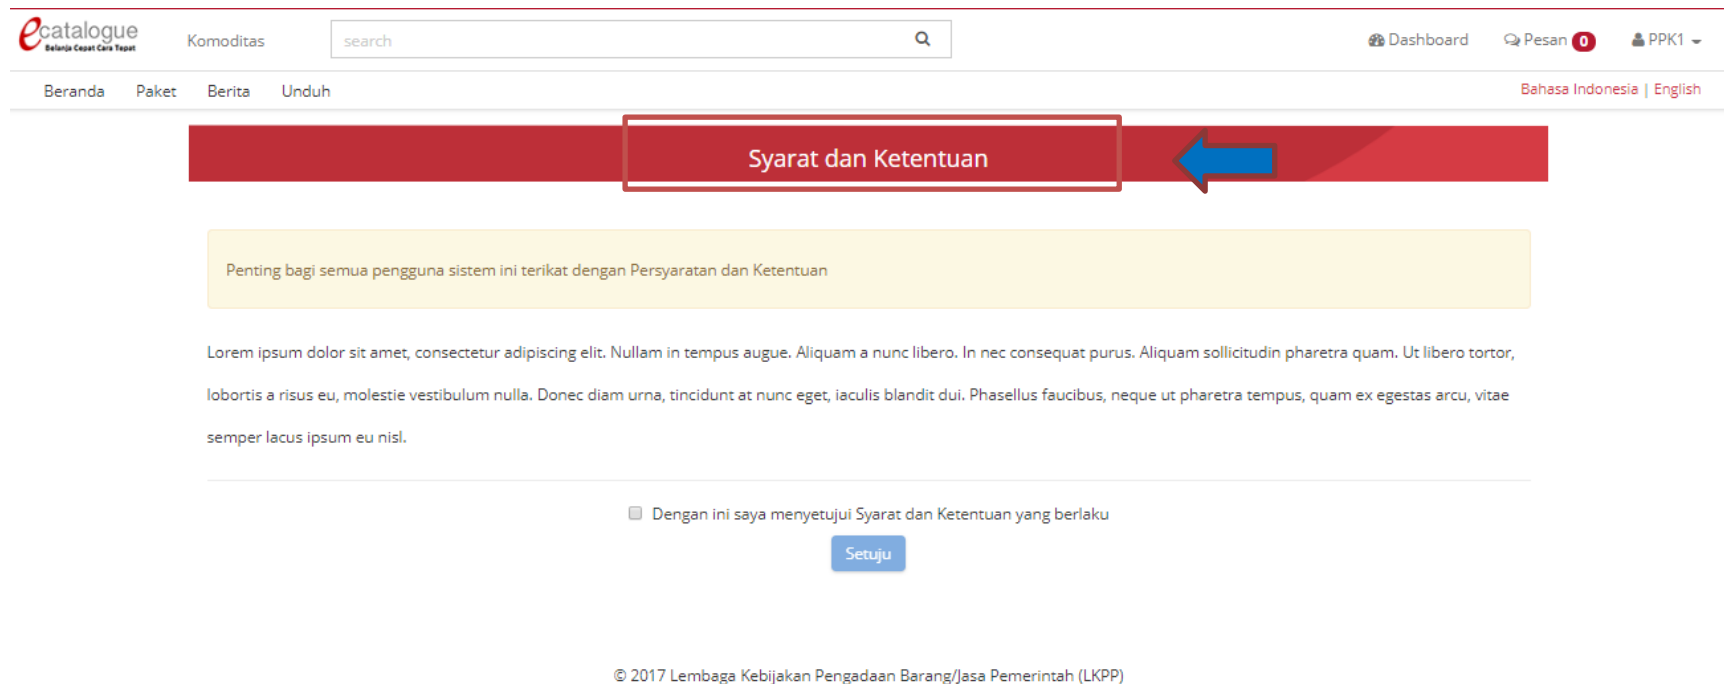 ecatalogue
Belanja Cepat Cara Tepat
Komoditas
search
Dashboard
Pesan 0
PPK1
Beranda Paket Berita Unduh
Bahasa Indonesia | English
Syarat dan Ketentuan
Penting bagi semua pengguna sistem ini terikat dengan Persyaratan dan Ketentuan
Lorem ipsum dolor sit amet, consectetur adipiscing elit. Nullam in tempus augue. Aliquam a nunc libero. In nec consequat purus. Aliquam sollicitudin pharetra quam. Ut libero tortor,
lobortis a risus eu, molestie vestibulum nulla. Donec diam urna, tincidunt at nunc eget, iaculis blandit dui. Phasellus faucibus, neque ut pharetra tempus, quam ex egestas arcu, vitae
semper lacus ipsum eu nisl.
Dengan ini saya menyetujui Syarat dan Ketentuan yang berlaku
Setuju
© 2017 Lembaga Kebijakan Pengadaan Barang/Jasa Pemerintah (LKPP)